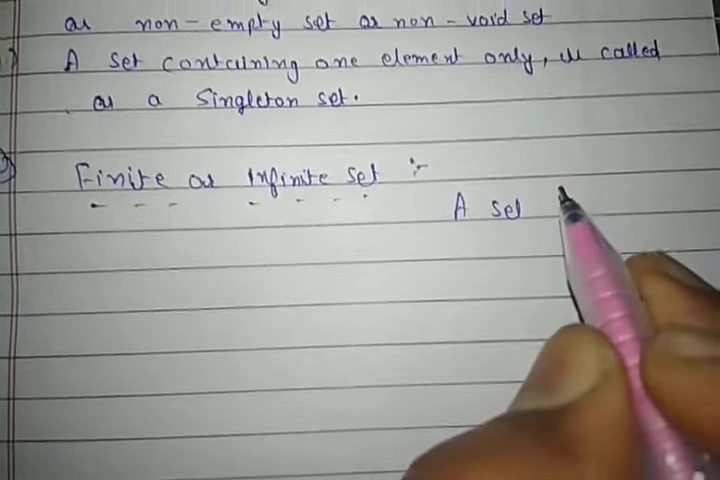 or non-empty set or non-void set
A set containing one element only, is called
as a singleton set.
Finite or Infinite set :-
A set